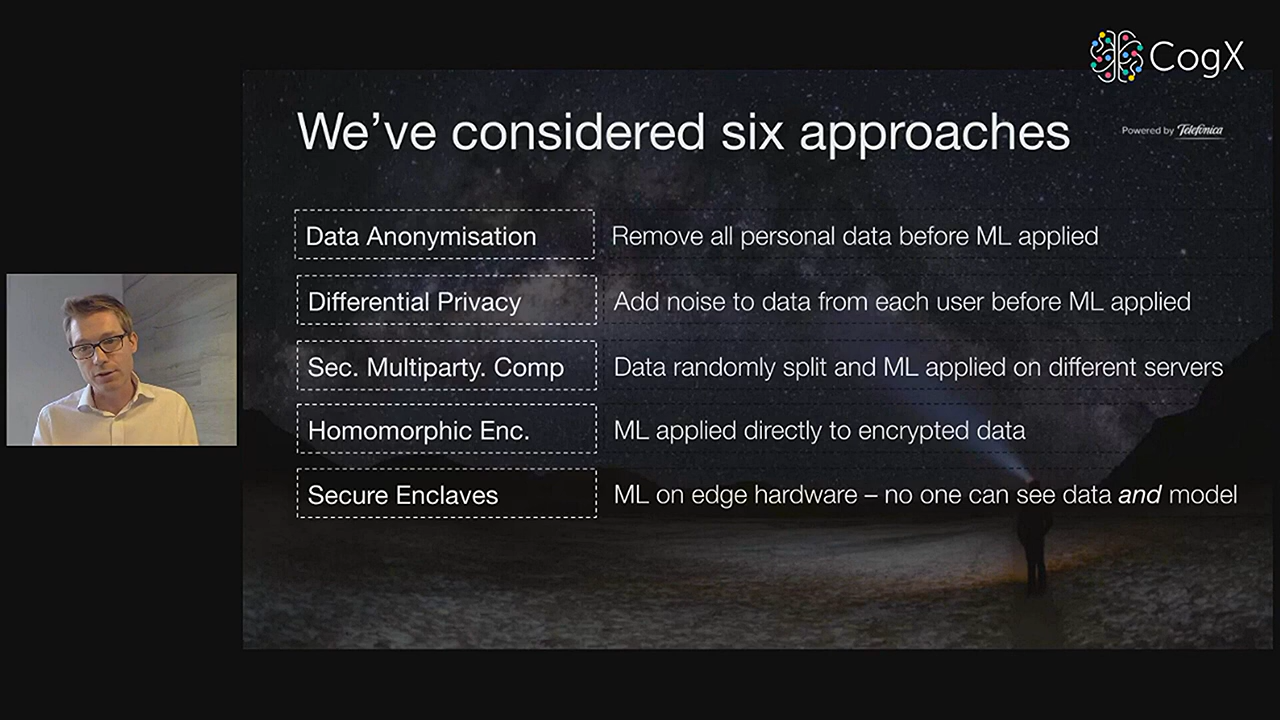 CogX
We've considered six approaches
Powered by Telefónica
Data Anonymisation
Remove all personal data before ML applied
Differential Privacy
Add noise to data from each user before ML applied
Sec. Multiparty. Comp
Data randomly split and ML applied on different servers
Homomorphic Enc.
ML applied directly to encrypted data
Secure Enclaves
ML on edge hardware – no one can see data and model